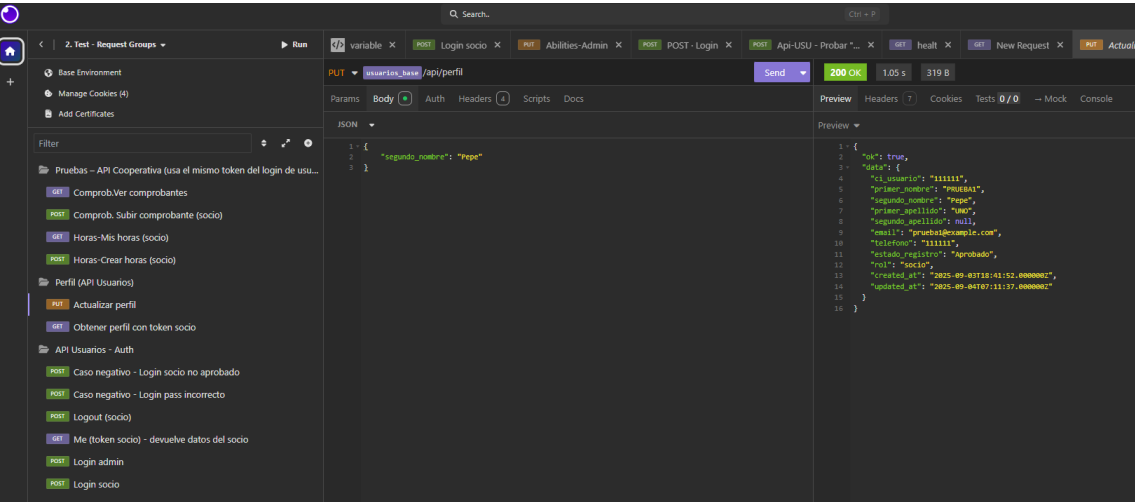 Search..
Ctrl + P
2. Test - Request Groups
Run
Base Environment
Manage Cookies (4)
Add Certificates
Filter
Pruebas – API Cooperativa (usa el mismo token del login de usu...
GET Comprob.Ver comprobantes
POST Comprob. Subir comprobante (socio)
GET Horas-Mis horas (socio)
POST Horas-Crear horas (socio)
Perfil (API Usuarios)
PUT Actualizar perfil
GET Obtener perfil con token socio
API Usuarios - Auth
POST Caso negativo - Login socio no aprobado
POST Caso negativo - Login pass incorrecto
POST Logout (socio)
GET Me (token socio) - devuelve datos del socio
POST Login admin
POST Login socio
</> variable × POST Login socio × PUT Abilities-Admin × POST POST - Login × POST Api-USU - Probar "... × GET healt × GET New Request × PUT Actual
PUT usuarios_base /api/perfil Send
Params Body Auth Headers 4 Scripts Docs
JSON
1 {
2 "segundo_nombre": "Pepe"
3 }
200 OK 1.05 s 319 B
Preview Headers 7 Cookies Tests 0 / 0 → Mock Console
Preview
1 {
2 "ok": true,
3 "data": {
4 "ci_usuario": "111111",
5 "primer_nombre": "PRUEBA1",
6 "segundo_nombre": "Pepe",
7 "primer_apellido": "UNO",
8 "segundo_apellido": null,
9 "email": "prueba1@example.com",
10 "telefono": "111111",
11 "estado_registro": "Aprobado",
12 "rol": "socio",
13 "created_at": "2025-09-03T18:41:52.000000Z",
14 "updated_at": "2025-09-04T07:11:37.000000Z"
15 }
16 }